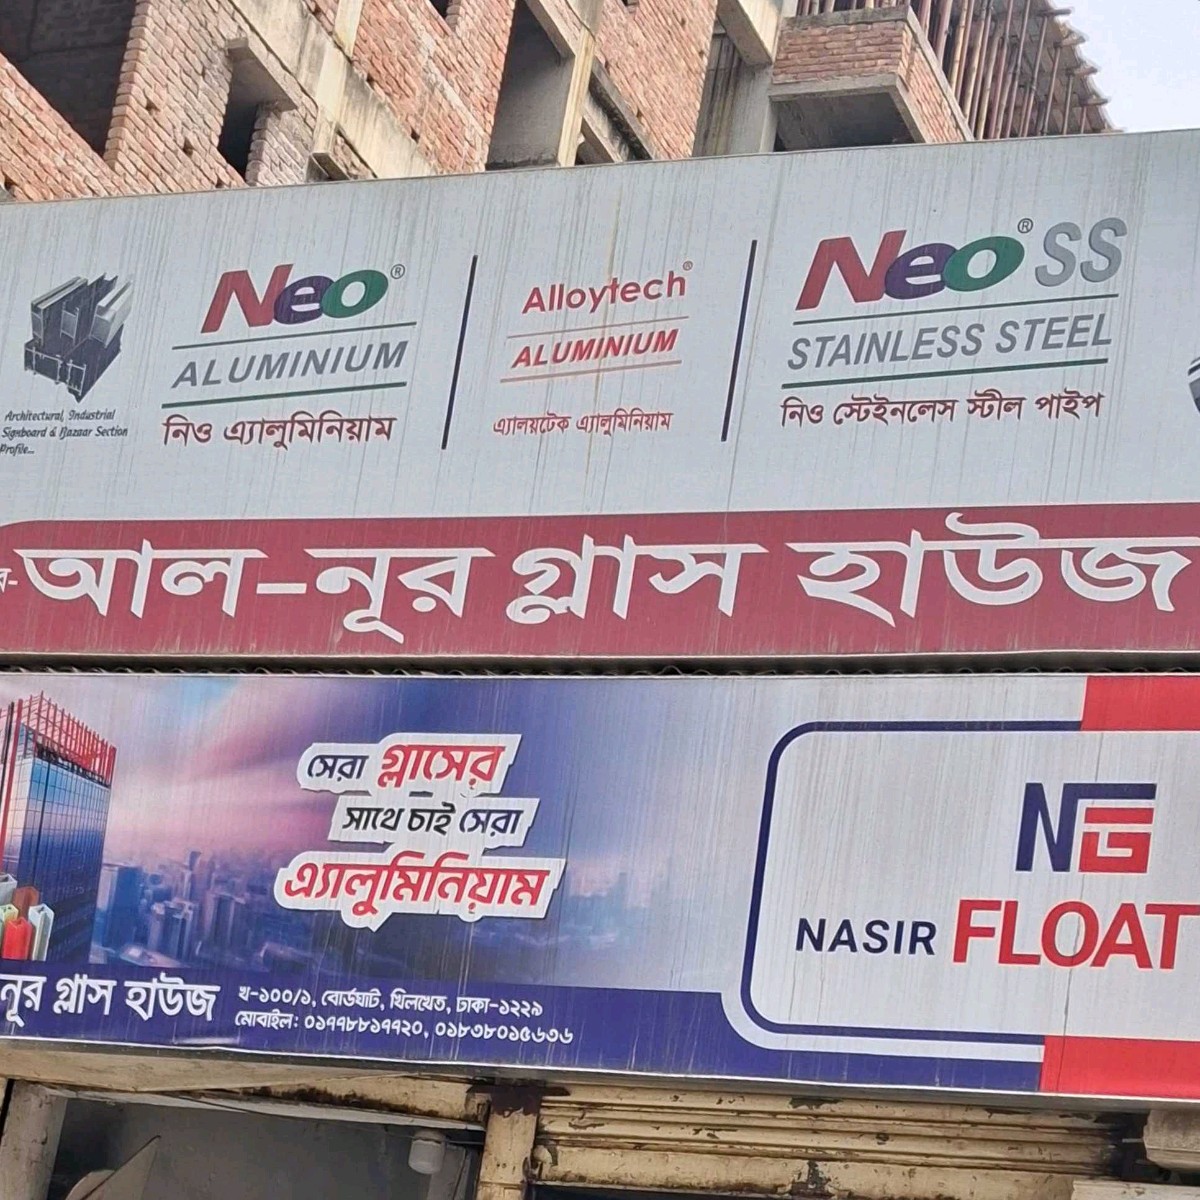 Neo®
ALUMINIUM
নিও এ্যালুমিনিয়াম
Architectural, Industrial
Signboard & Bazaar Section
Profile...
Alloytech®
ALUMINIUM
এ্যালয়টেক এ্যালুমিনিয়াম
Neo® SS
STAINLESS STEEL
নিও স্টেইনলেস স্টীল পাইপ
আল-নূর গ্লাস হাউজ
সেরা গ্লাসের
সাথে চাই সেরা
এ্যালুমিনিয়াম
NG
NASIR FLOAT
নূর গ্লাস হাউজ
খ-১০০/১, বোর্ডঘাট, খিলখেত, ঢাকা-১২২৯
মোবাইল: ০১৭৭৮৮১৭৭২০, ০১৮৩৮০১৫৬৩৬